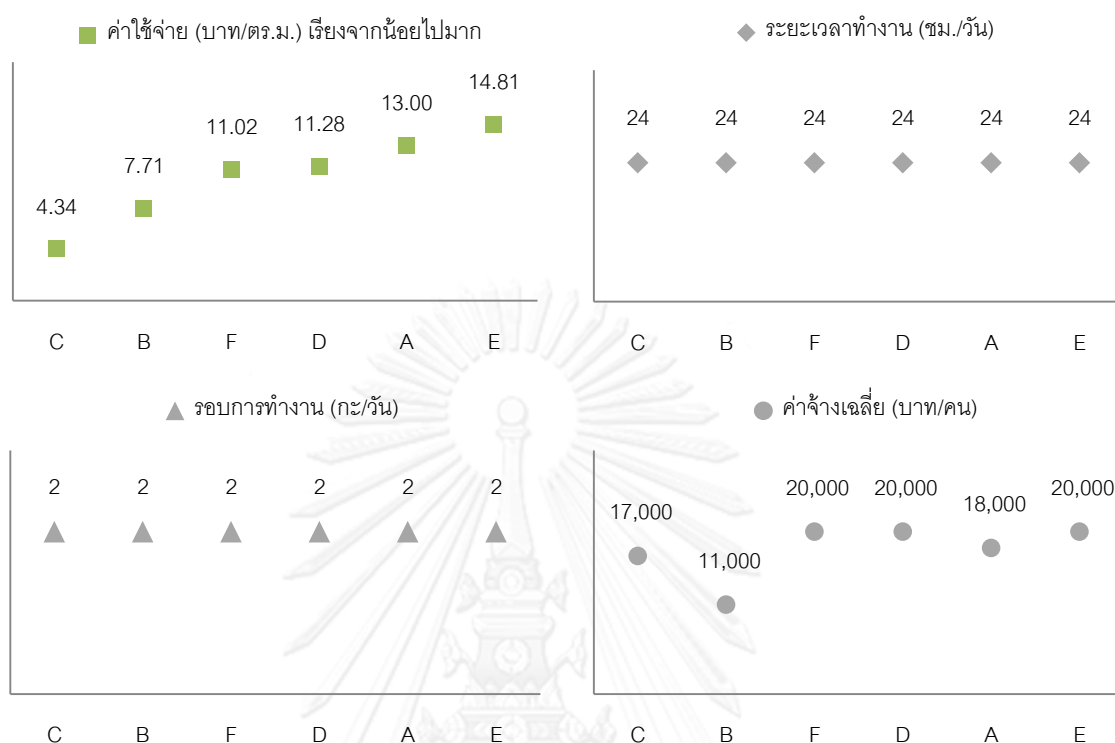 ค่าใช้จ่าย (บาท/ตร.ม.) เรียงจากน้อยไปมาก
4.34 7.71 11.02 11.28 13.00 14.81
C B F D A E
ระยะเวลาทำงาน (ชม./วัน)
24 24 24 24 24 24
C B F D A E
รอบการทำงาน (กะ/วัน)
2 2 2 2 2 2
C B F D A E
ค่าจ้างเฉลี่ย (บาท/คน)
17,000 11,000 20,000 20,000 18,000 20,000
C B F D A E